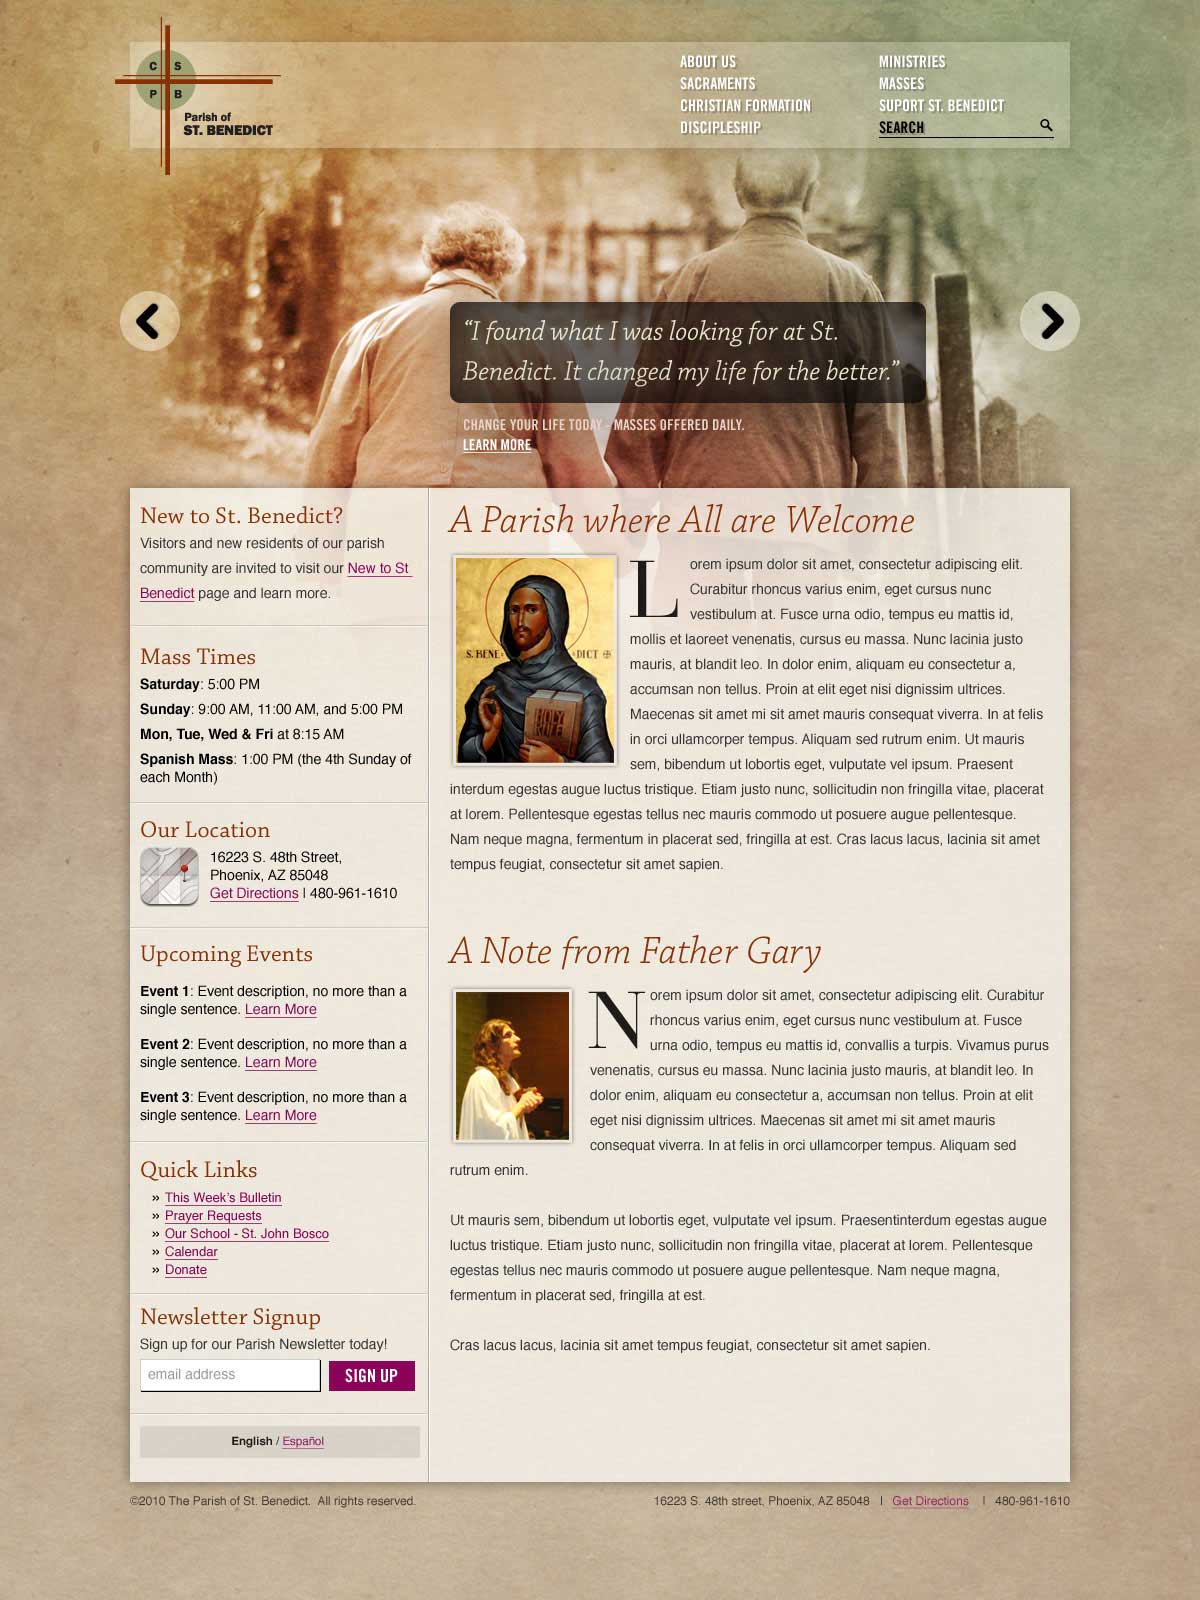 C S
P B
Parish of
ST. BENEDICT
ABOUT US
SACRAMENTS
CHRISTIAN FORMATION
DISCIPLESHIP
MINISTRIES
MASSES
SUPORT ST. BENEDICT
SEARCH
“I found what I was looking for at St.
Benedict. It changed my life for the better.”
CHANGE YOUR LIFE TODAY - MASSES OFFERED DAILY.
LEARN MORE
New to St. Benedict?
Visitors and new residents of our parish
community are invited to visit our New to St
Benedict page and learn more.
Mass Times
Saturday: 5:00 PM
Sunday: 9:00 AM, 11:00 AM, and 5:00 PM
Mon, Tue, Wed & Fri at 8:15 AM
Spanish Mass: 1:00 PM (the 4th Sunday of
each Month)
Our Location
16223 S. 48th Street,
Phoenix, AZ 85048
Get Directions | 480-961-1610
Upcoming Events
Event 1: Event description, no more than a
single sentence. Learn More
Event 2: Event description, no more than a
single sentence. Learn More
Event 3: Event description, no more than a
single sentence. Learn More
Quick Links
» This Week’s Bulletin
» Prayer Requests
» Our School - St. John Bosco
» Calendar
» Donate
Newsletter Signup
Sign up for our Parish Newsletter today!
email address
SIGN UP
English / Español
A Parish where All are Welcome
S. BENE DICT
HOLY RULE
Lorem ipsum dolor sit amet, consectetur adipiscing elit.
Curabitur rhoncus varius enim, eget cursus nunc
vestibulum at. Fusce urna odio, tempus eu mattis id,
mollis et laoreet venenatis, cursus eu massa. Nunc lacinia justo
mauris, at blandit leo. In dolor enim, aliquam eu consectetur a,
accumsan non tellus. Proin at elit eget nisi dignissim ultrices.
Maecenas sit amet mi sit amet mauris consequat viverra. In at felis
in orci ullamcorper tempus. Aliquam sed rutrum enim. Ut mauris
sem, bibendum ut lobortis eget, vulputate vel ipsum. Praesent
interdum egestas augue luctus tristique. Etiam justo nunc, sollicitudin non fringilla vitae, placerat
at lorem. Pellentesque egestas tellus nec mauris commodo ut posuere augue pellentesque.
Nam neque magna, fermentum in placerat sed, fringilla at est. Cras lacus lacus, lacinia sit amet
tempus feugiat, consectetur sit amet sapien.
A Note from Father Gary
Norem ipsum dolor sit amet, consectetur adipiscing elit. Curabitur
rhoncus varius enim, eget cursus nunc vestibulum at. Fusce
urna odio, tempus eu mattis id, convallis a turpis. Vivamus purus
venenatis, cursus eu massa. Nunc lacinia justo mauris, at blandit leo. In
dolor enim, aliquam eu consectetur a, accumsan non tellus. Proin at elit
eget nisi dignissim ultrices. Maecenas sit amet mi sit amet mauris
consequat viverra. In at felis in orci ullamcorper tempus. Aliquam sed
rutrum enim.
Ut mauris sem, bibendum ut lobortis eget, vulputate vel ipsum. Praesentinterdum egestas augue
luctus tristique. Etiam justo nunc, sollicitudin non fringilla vitae, placerat at lorem. Pellentesque
egestas tellus nec mauris commodo ut posuere augue pellentesque. Nam neque magna,
fermentum in placerat sed, fringilla at est.
Cras lacus lacus, lacinia sit amet tempus feugiat, consectetur sit amet sapien.
©2010 The Parish of St. Benedict. All rights reserved.
16223 S. 48th street, Phoenix, AZ 85048 | Get Directions | 480-961-1610